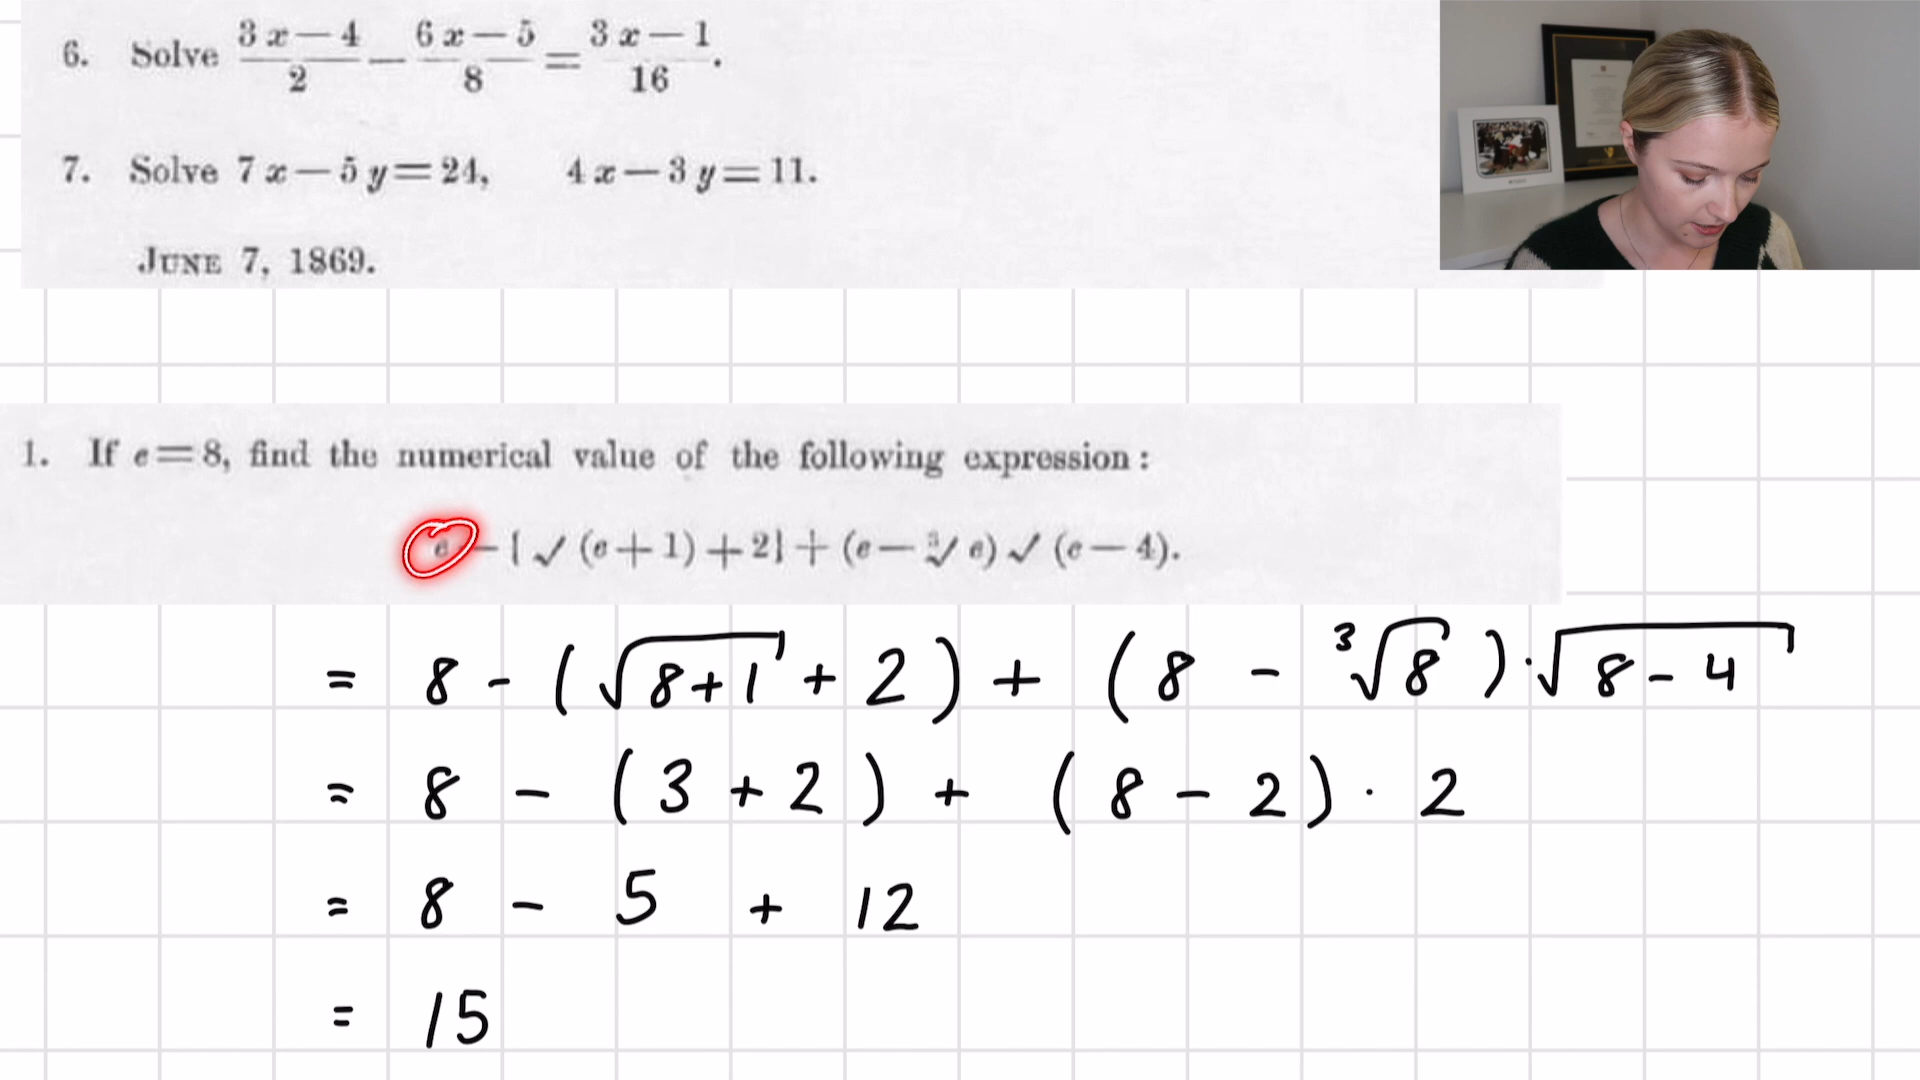 6. Solve (3x − 4)/2 − (6x − 5)/8 = (3x − 1)/16.
7. Solve 7x − 5y = 24, 4x − 3y = 11.
JUNE 7, 1869.
1. If e = 8, find the numerical value of the following expression:
e − {√(e + 1) + 2} + (e − ∛e) √(e − 4).
= 8 - (√(8+1) + 2) + (8 - ∛8) · √(8-4)
= 8 - (3 + 2) + (8 - 2) · 2
= 8 - 5 + 12
= 15